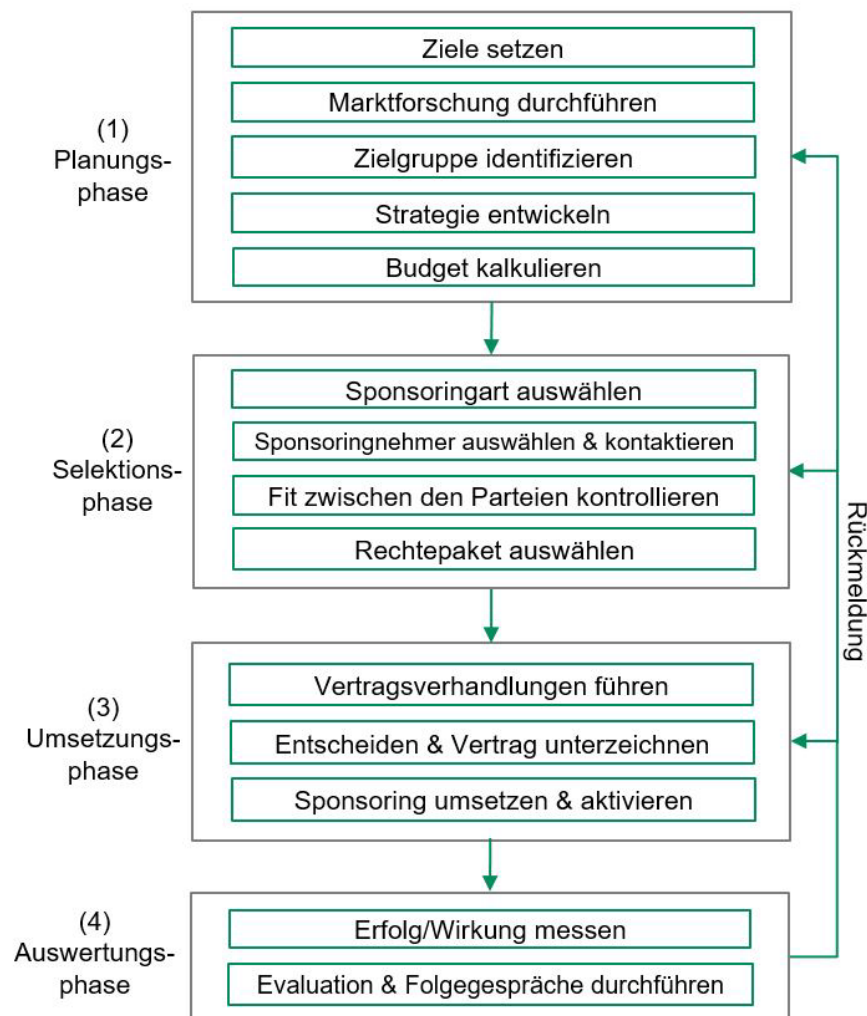 (1)
Planungs-
phase
Ziele setzen
Marktforschung durchführen
Zielgruppe identifizieren
Strategie entwickeln
Budget kalkulieren
(2)
Selektions-
phase
Sponsoringart auswählen
Sponsoringnehmer auswählen & kontaktieren
Fit zwischen den Parteien kontrollieren
Rechtepaket auswählen
(3)
Umsetzungs-
phase
Vertragsverhandlungen führen
Entscheiden & Vertrag unterzeichnen
Sponsoring umsetzen & aktivieren
(4)
Auswertungs-
phase
Erfolg/Wirkung messen
Evaluation & Folgegespräche durchführen
Rückmeldung